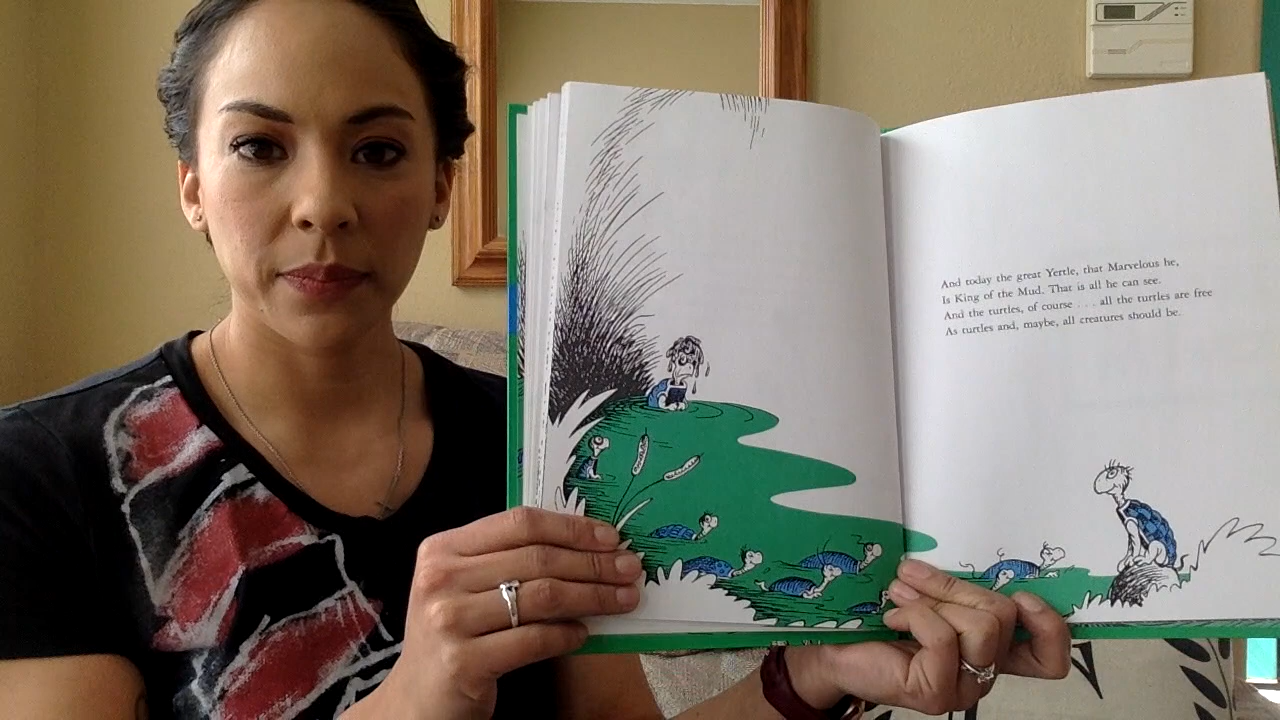 And today the great Yertle, that Marvelous he,
Is King of the Mud. That is all he can see.
And the turtles, of course . . . all the turtles are free
As turtles and, maybe, all creatures should be.